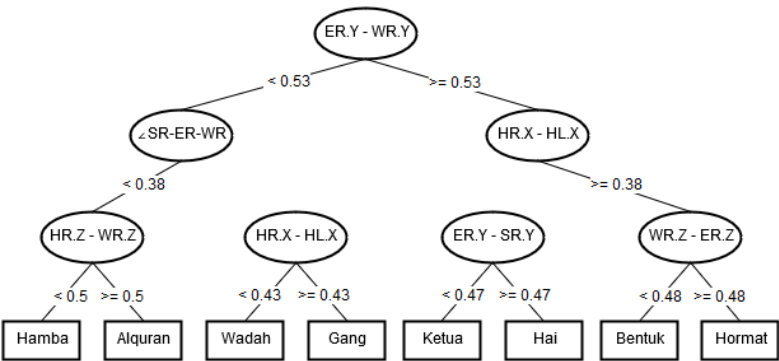 ER.Y - WR.Y
< 0.53 >= 0.53
∠SR-ER-WR HR.X - HL.X
< 0.38 >= 0.38
HR.Z - WR.Z HR.X - HL.X ER.Y - SR.Y WR.Z - ER.Z
< 0.5 >= 0.5 < 0.43 >= 0.43 < 0.47 >= 0.47 < 0.48 >= 0.48
Hamba Alquran Wadah Gang Ketua Hai Bentuk Hormat